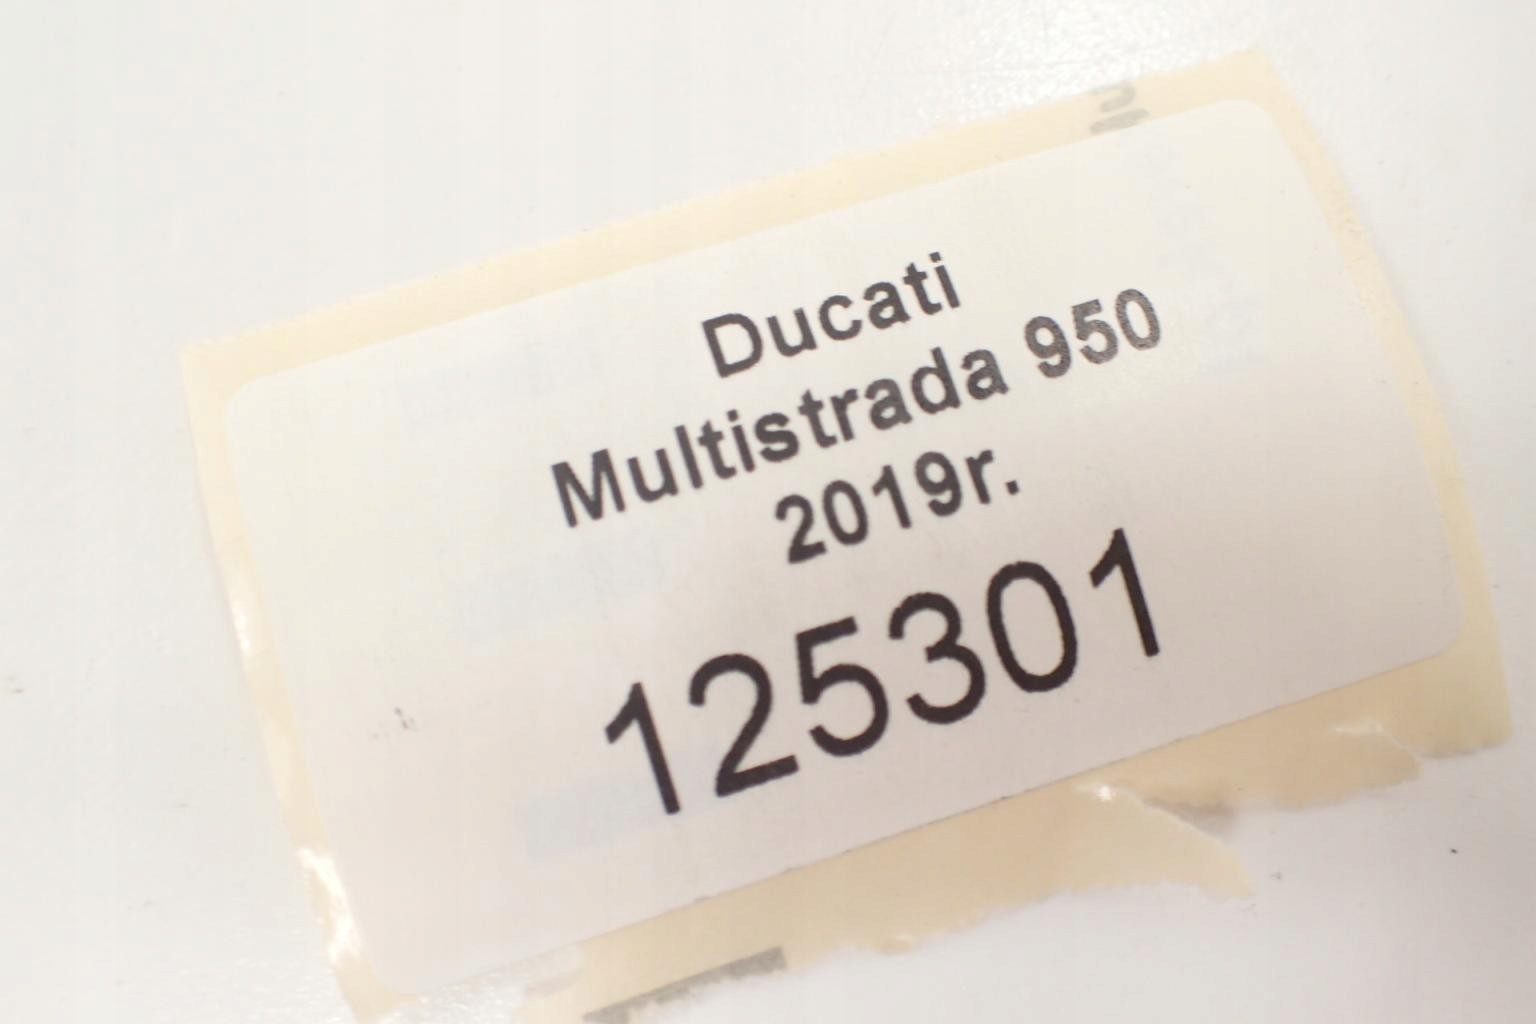 Ducati
Multistrada 950
2019r.
125301